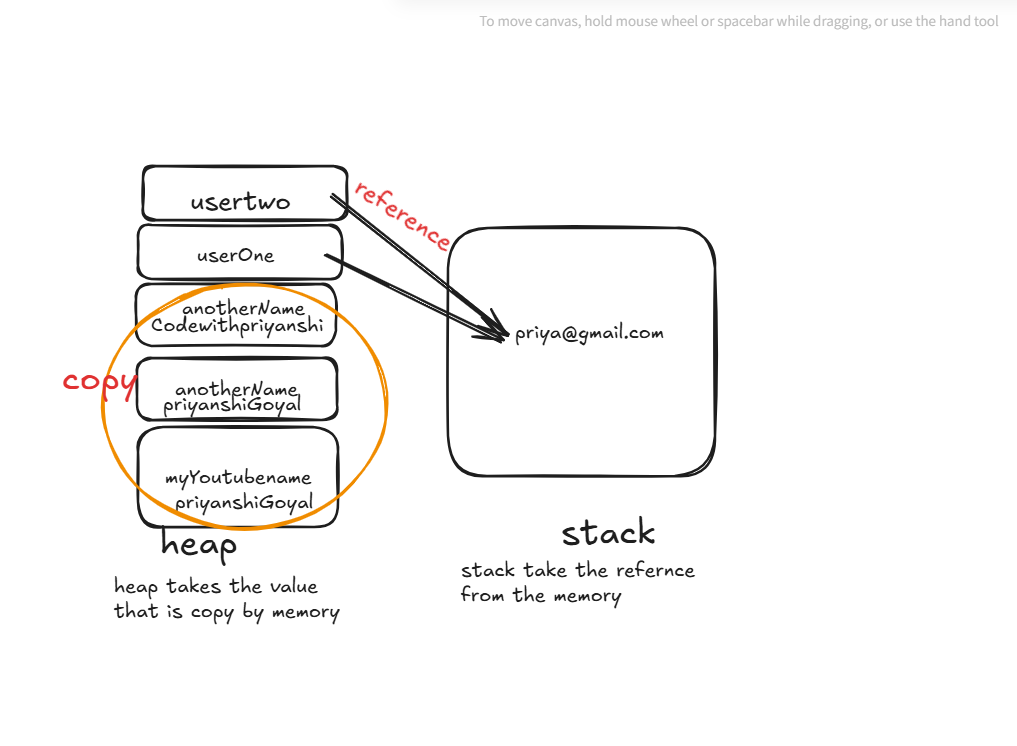 To move canvas, hold mouse wheel or spacebar while dragging, or use the hand tool
usertwo
reference
userOne
anotherName
Codewithpriyanshi
priya@gmail.com
copy
anotherName
priyanshiGoyal
myYoutubename
priyanshiGoyal
heap
heap takes the value
that is copy by memory
stack
stack take the refernce
from the memory